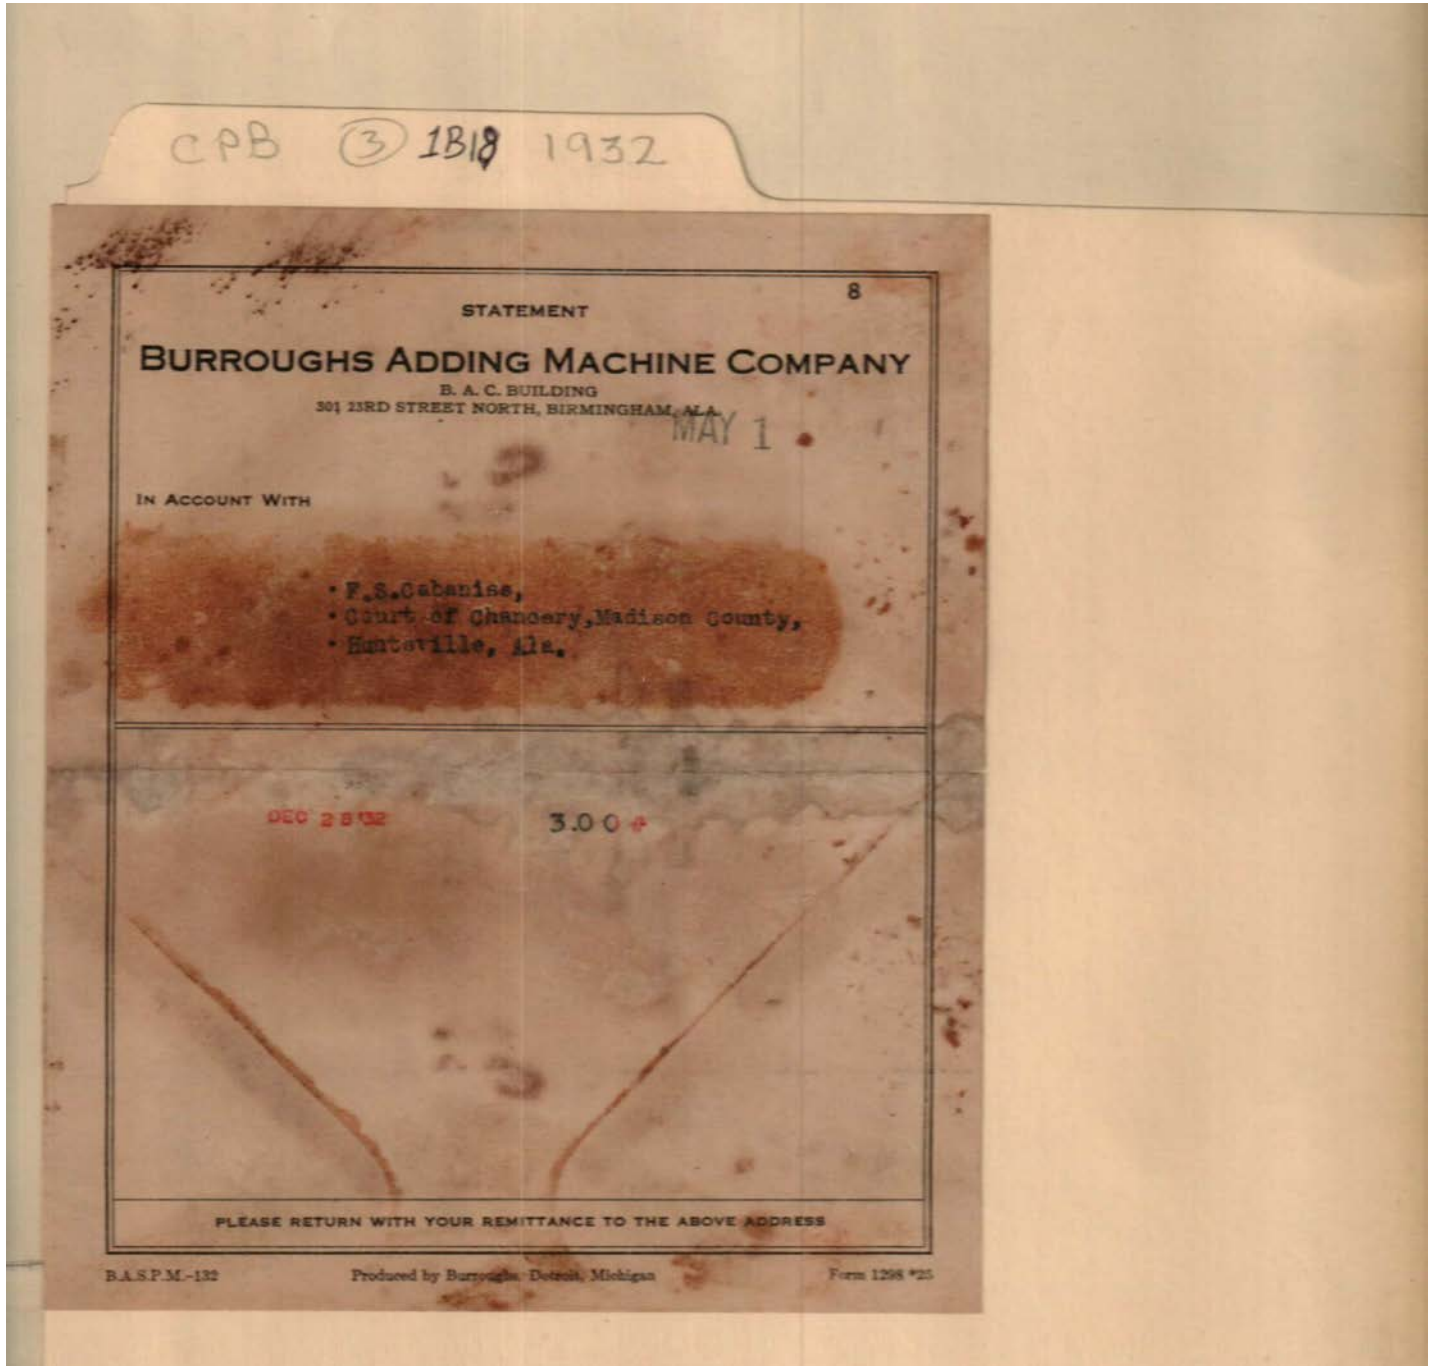 CPB ③ 1B18 1932
8
STATEMENT
BURROUGHS ADDING MACHINE COMPANY
B. A. C. BUILDING
301 23RD STREET NORTH, BIRMINGHAM, ALA.
MAY 1
IN ACCOUNT WITH
· F.S.Cabaniss,
· Court of Chancery,Madison County,
· Huntsville, Ala.
DEC 28 '32 3.00
PLEASE RETURN WITH YOUR REMITTANCE TO THE ABOVE ADDRESS
B.A.S.P.M.-132 Produced by Burroughs, Detroit, Michigan Form 1298 *25